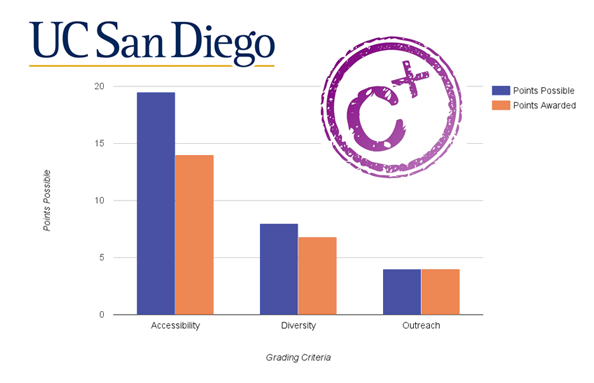 UC San Diego
C+
Points Possible
Points Awarded
20
15
10
5
0
Points Possible
Accessibility
Diversity
Outreach
Grading Criteria